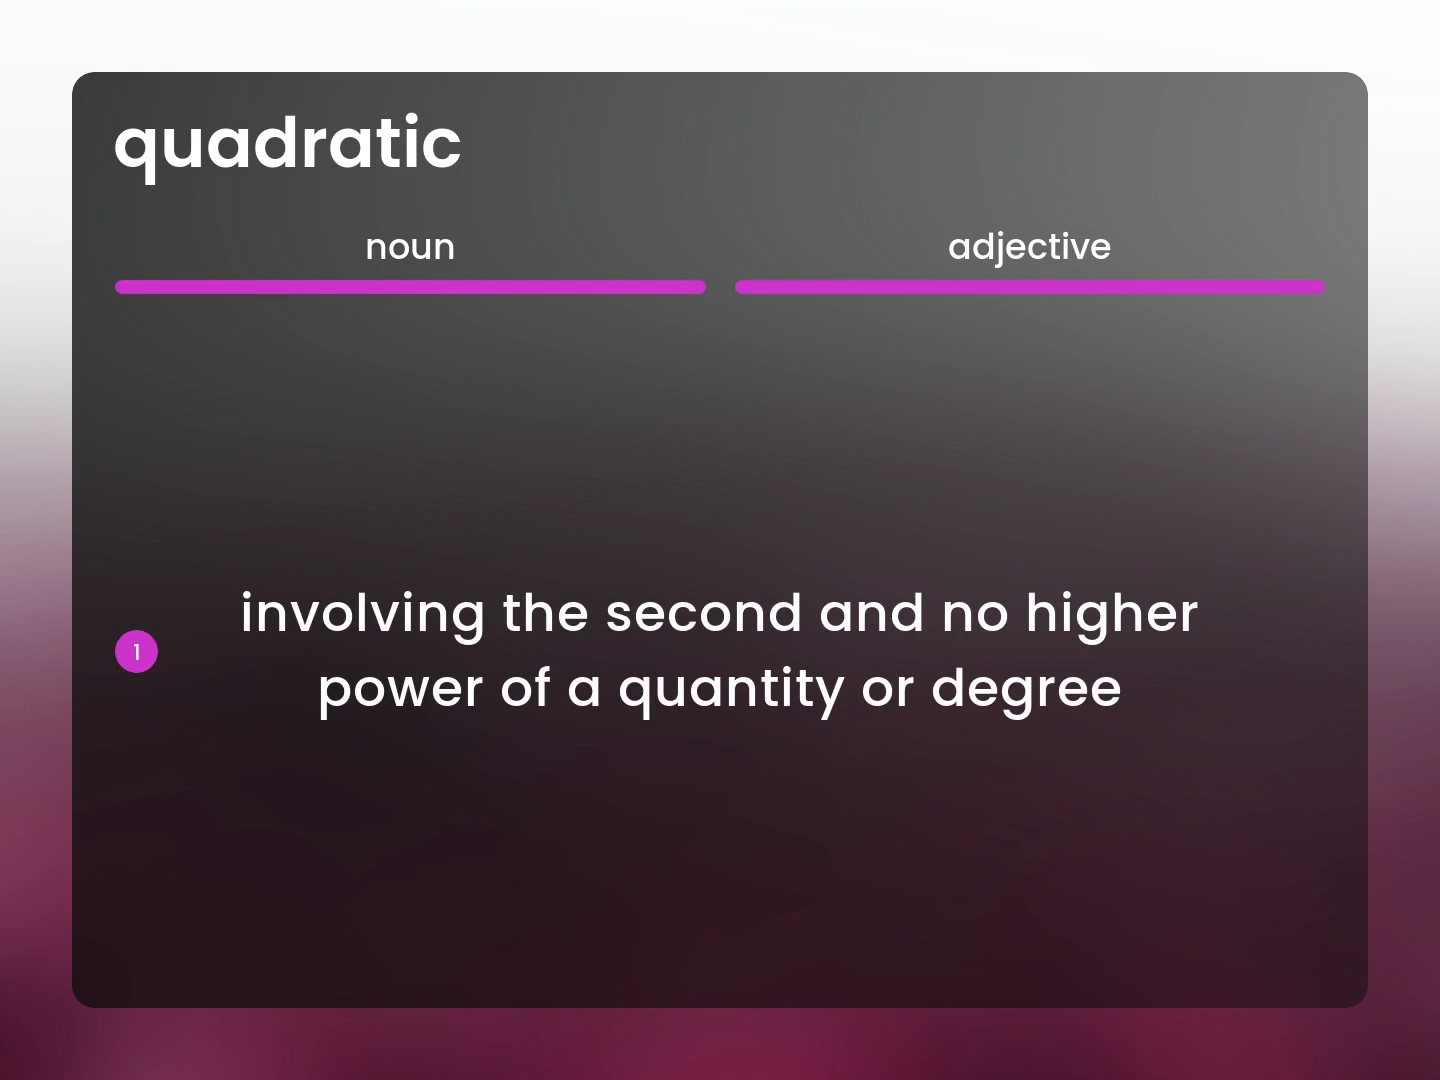 quadratic
noun
adjective
1
involving the second and no higher
power of a quantity or degree